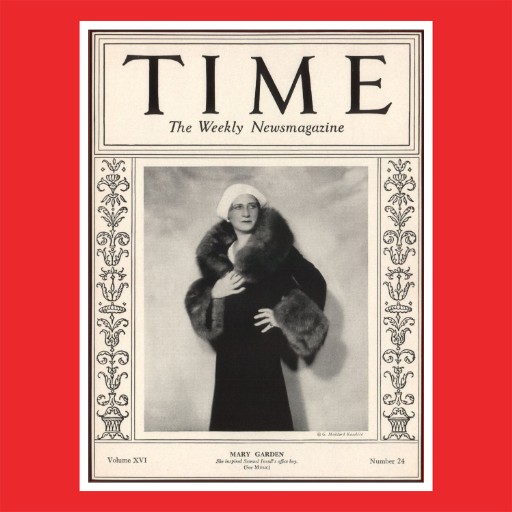 TIME
The Weekly Newsmagazine
MARY GARDEN
She inspired Samuel Insull's office boy.
(See Music)
Volume XVI
Number 24